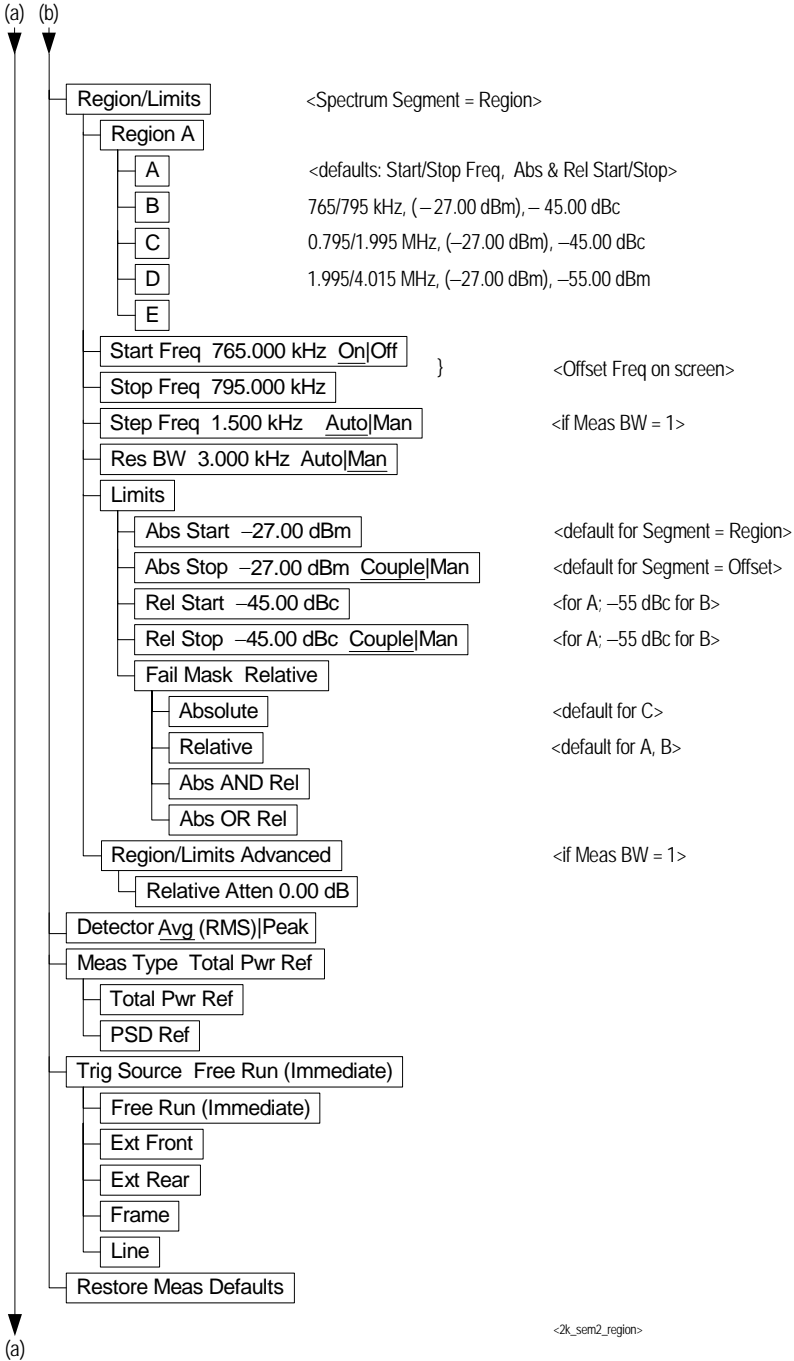 (a) (b)
Region/Limits <Spectrum Segment = Region>
Region A
A <defaults: Start/Stop Freq, Abs & Rel Start/Stop>
B 765/795 kHz, (−27.00 dBm), − 45.00 dBc
C 0.795/1.995 MHz, (−27.00 dBm), −45.00 dBc
D 1.995/4.015 MHz, (−27.00 dBm), −55.00 dBm
E
Start Freq 765.000 kHz On|Off } <Offset Freq on screen>
Stop Freq 795.000 kHz
Step Freq 1.500 kHz Auto|Man <if Meas BW = 1>
Res BW 3.000 kHz Auto|Man
Limits
Abs Start −27.00 dBm <default for Segment = Region>
Abs Stop −27.00 dBm Couple|Man <default for Segment = Offset>
Rel Start −45.00 dBc <for A; −55 dBc for B>
Rel Stop −45.00 dBc Couple|Man <for A; −55 dBc for B>
Fail Mask Relative
Absolute <default for C>
Relative <default for A, B>
Abs AND Rel
Abs OR Rel
Region/Limits Advanced <if Meas BW = 1>
Relative Atten 0.00 dB
Detector Avg (RMS)|Peak
Meas Type Total Pwr Ref
Total Pwr Ref
PSD Ref
Trig Source Free Run (Immediate)
Free Run (Immediate)
Ext Front
Ext Rear
Frame
Line
Restore Meas Defaults
<2k_sem2_region>
(a)